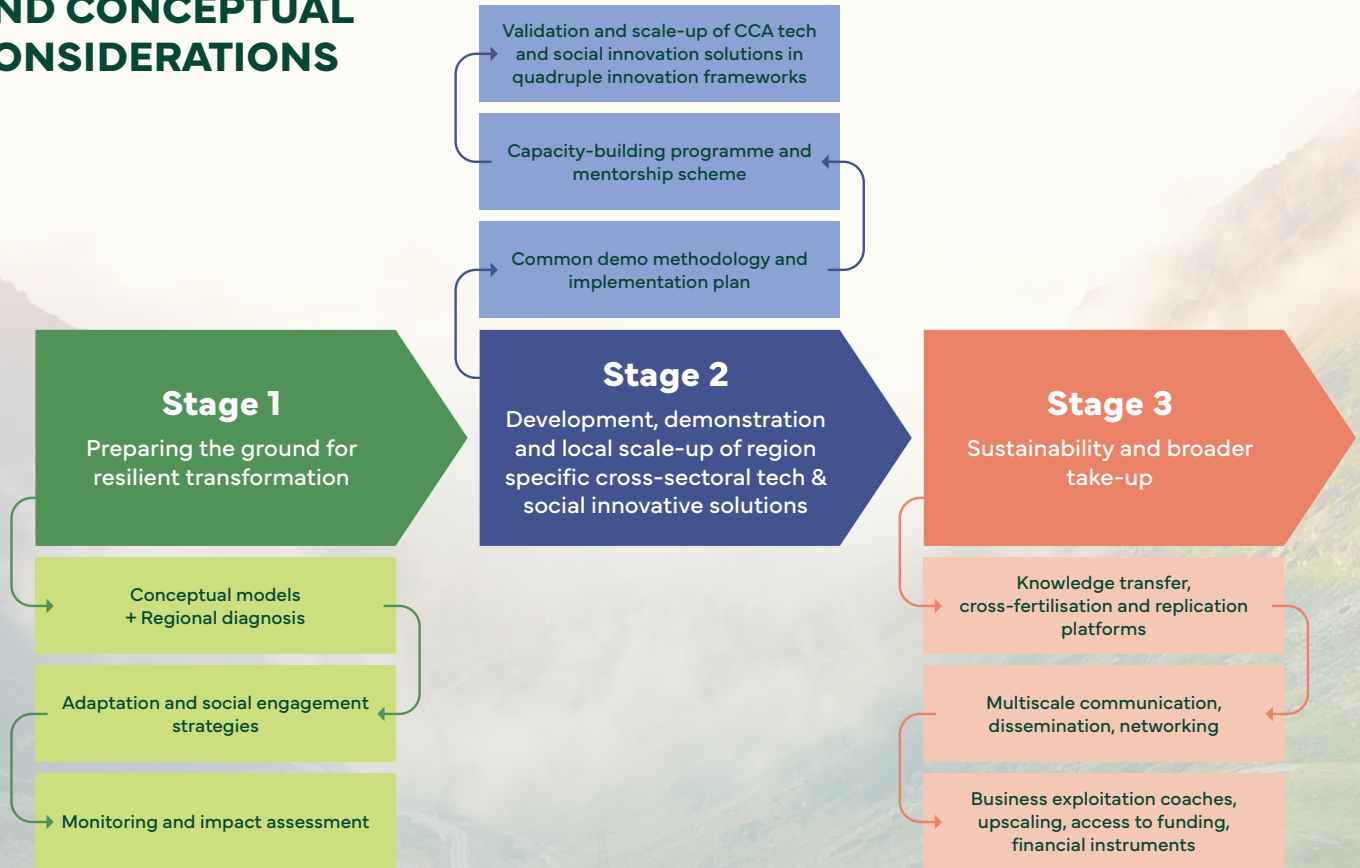 ND CONCEPTUAL
ONSIDERATIONS
Validation and scale-up of CCA tech
and social innovation solutions in
quadruple innovation frameworks
Capacity-building programme and
mentorship scheme
Common demo methodology and
implementation plan
Stage 1
Preparing the ground for
resilient transformation
Conceptual models
+ Regional diagnosis
Adaptation and social engagement
strategies
Monitoring and impact assessment
Stage 2
Development, demonstration
and local scale-up of region
specific cross-sectoral tech &
social innovative solutions
Stage 3
Sustainability and broader
take-up
Knowledge transfer,
cross-fertilisation and replication
platforms
Multiscale communication,
dissemination, networking
Business exploitation coaches,
upscaling, access to funding,
financial instruments